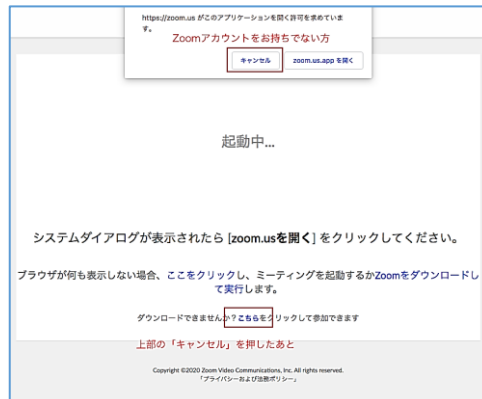 https://zoom.us がこのアプリケーションを開く許可を求めていま
す。
Zoomアカウントをお持ちでない方
キャンセル
zoom.us.app を開く
起動中...
システムダイアログが表示されたら [zoom.usを開く] をクリックしてください。
ブラウザが何も表示しない場合、ここをクリックし、ミーティングを起動するかZoomをダウンロードし
て実行します。
ダウンロードできませんか？こちらをクリックして参加できます
上部の「キャンセル」を押したあと
Copyright ©2020 Zoom Video Communications, Inc. All rights reserved.
「プライバシーおよび法務ポリシー」